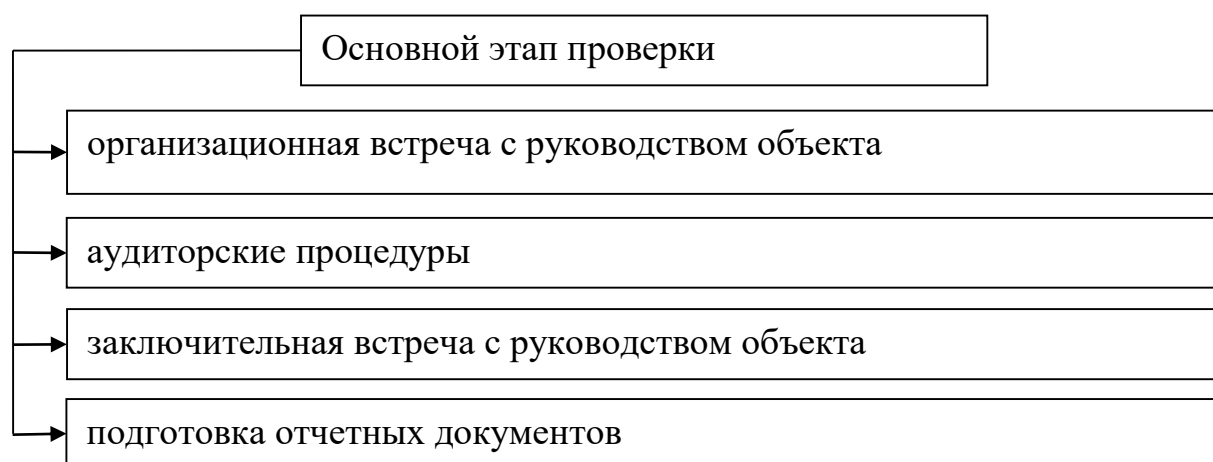 Основной этап проверки
организационная встреча с руководством объекта
аудиторские процедуры
заключительная встреча с руководством объекта
подготовка отчетных документов